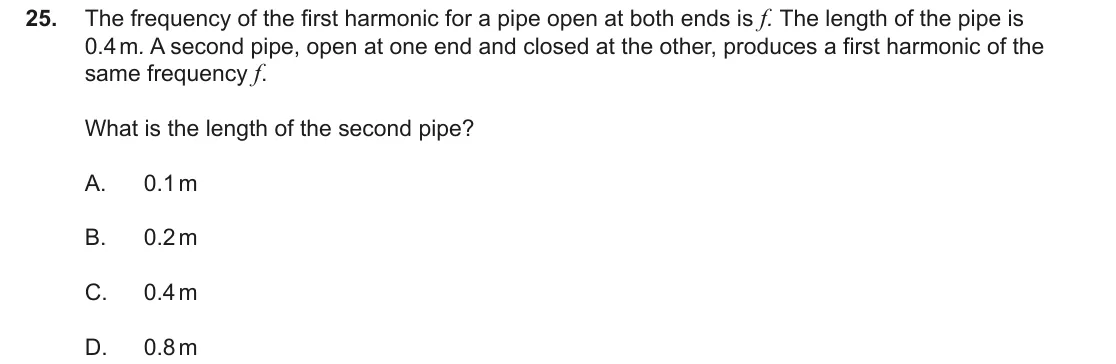 25. The frequency of the first harmonic for a pipe open at both ends is f. The length of the pipe is
0.4 m. A second pipe, open at one end and closed at the other, produces a first harmonic of the
same frequency f.
What is the length of the second pipe?
A. 0.1 m
B. 0.2 m
C. 0.4 m
D. 0.8 m